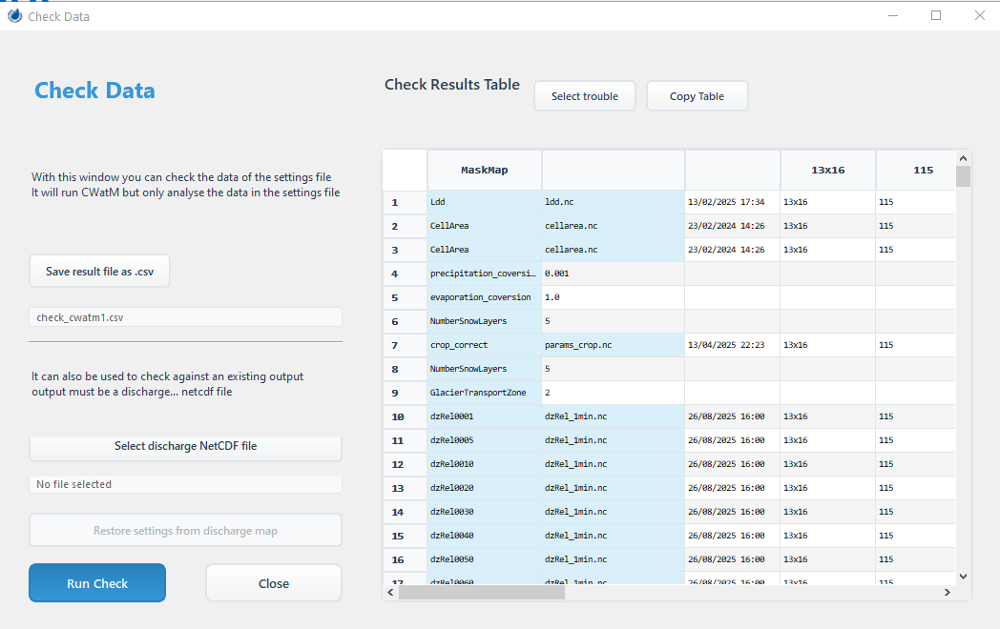 Check Data
Check Data
Check Results Table
Select trouble
Copy Table
With this window you can check the data of the settings file
It will run CWatM but only analyse the data in the settings file
Save result file as .csv
check_cwatm1.csv
It can also be used to check against an existing output
output must be a discharge... netcdf file
Select discharge NetCDF file
No file selected
Restore settings from discharge map
Run Check
Close
MaskMap 13x16 115
1 Ldd ldd.nc 13/02/2025 17:34 13x16 115
2 CellArea cellarea.nc 23/02/2024 14:26 13x16 115
3 CellArea cellarea.nc 23/02/2024 14:26 13x16 115
4 precipitation_coversi… 0.001
5 evaporation_coversion 1.0
6 NumberSnowLayers 5
7 crop_correct params_crop.nc 13/04/2025 22:23 13x16 115
8 NumberSnowLayers 5
9 GlacierTransportZone 2
10 dzRel0001 dzRel_1min.nc 26/08/2025 16:00 13x16 115
11 dzRel0005 dzRel_1min.nc 26/08/2025 16:00 13x16 115
12 dzRel0010 dzRel_1min.nc 26/08/2025 16:00 13x16 115
13 dzRel0020 dzRel_1min.nc 26/08/2025 16:00 13x16 115
14 dzRel0030 dzRel_1min.nc 26/08/2025 16:00 13x16 115
15 dzRel0040 dzRel_1min.nc 26/08/2025 16:00 13x16 115
16 dzRel0050 dzRel_1min.nc 26/08/2025 16:00 13x16 115
17 dzRel0060 dzRel_1min.nc 26/08/2025 16:00 13x16 115